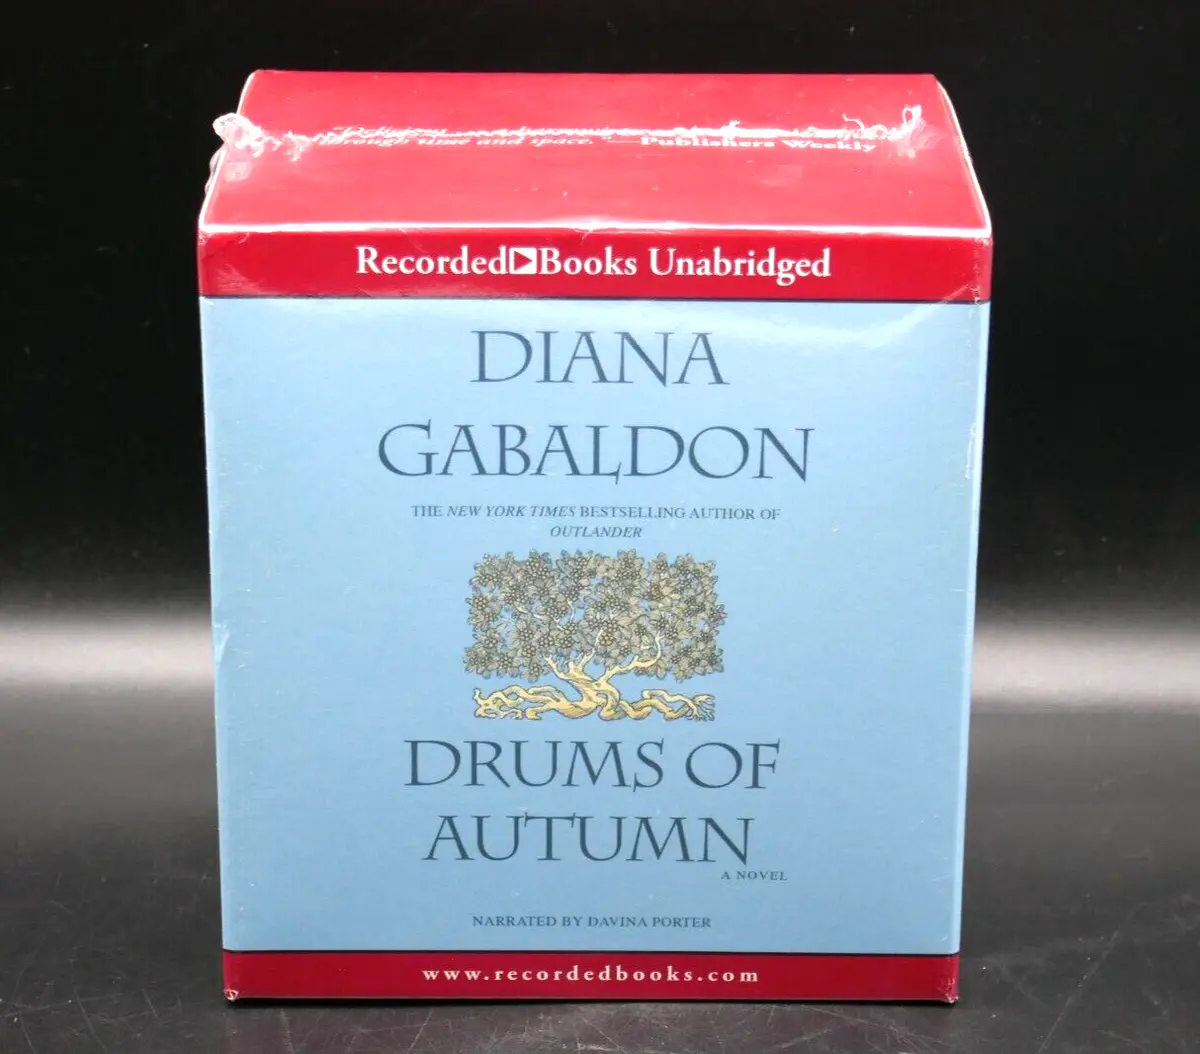 through time and space." —Publishers Weekly
Recorded Books Unabridged
DIANA
GABALDON
THE NEW YORK TIMES BESTSELLING AUTHOR OF
OUTLANDER
DRUMS OF
AUTUMN
A NOVEL
NARRATED BY DAVINA PORTER
www.recordedbooks.com